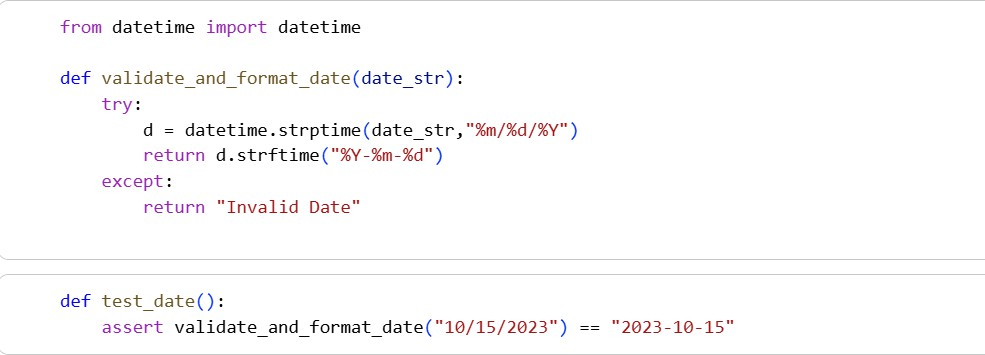 from datetime import datetime
def validate_and_format_date(date_str):
    try:
        d = datetime.strptime(date_str,"%m/%d/%Y")
        return d.strftime("%Y-%m-%d")
    except:
        return "Invalid Date"
def test_date():
    assert validate_and_format_date("10/15/2023") == "2023-10-15"